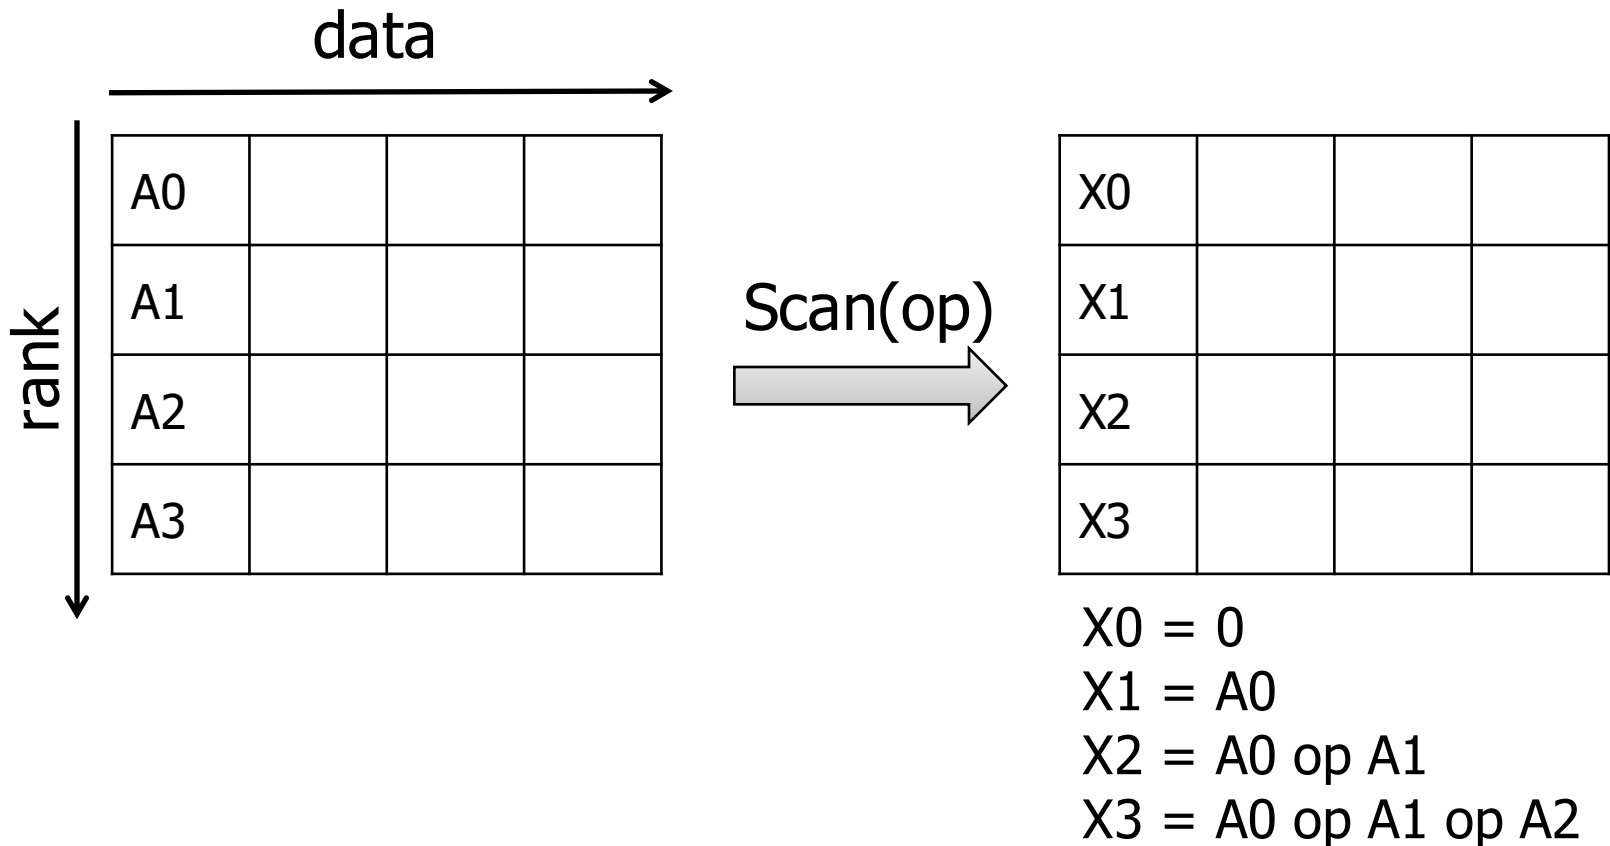 data
rank
A0
A1
A2
A3
Scan(op)
X0
X1
X2
X3
X0 = 0
X1 = A0
X2 = A0 op A1
X3 = A0 op A1 op A2